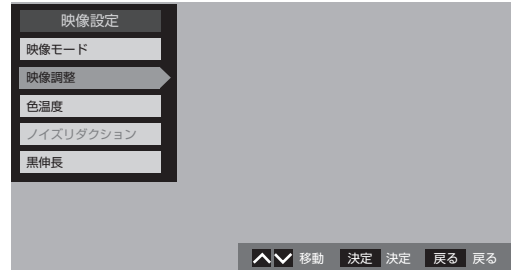 映像設定
映像モード
映像調整
色温度
ノイズリダクション
黒伸長
移動 決定 決定 戻る 戻る